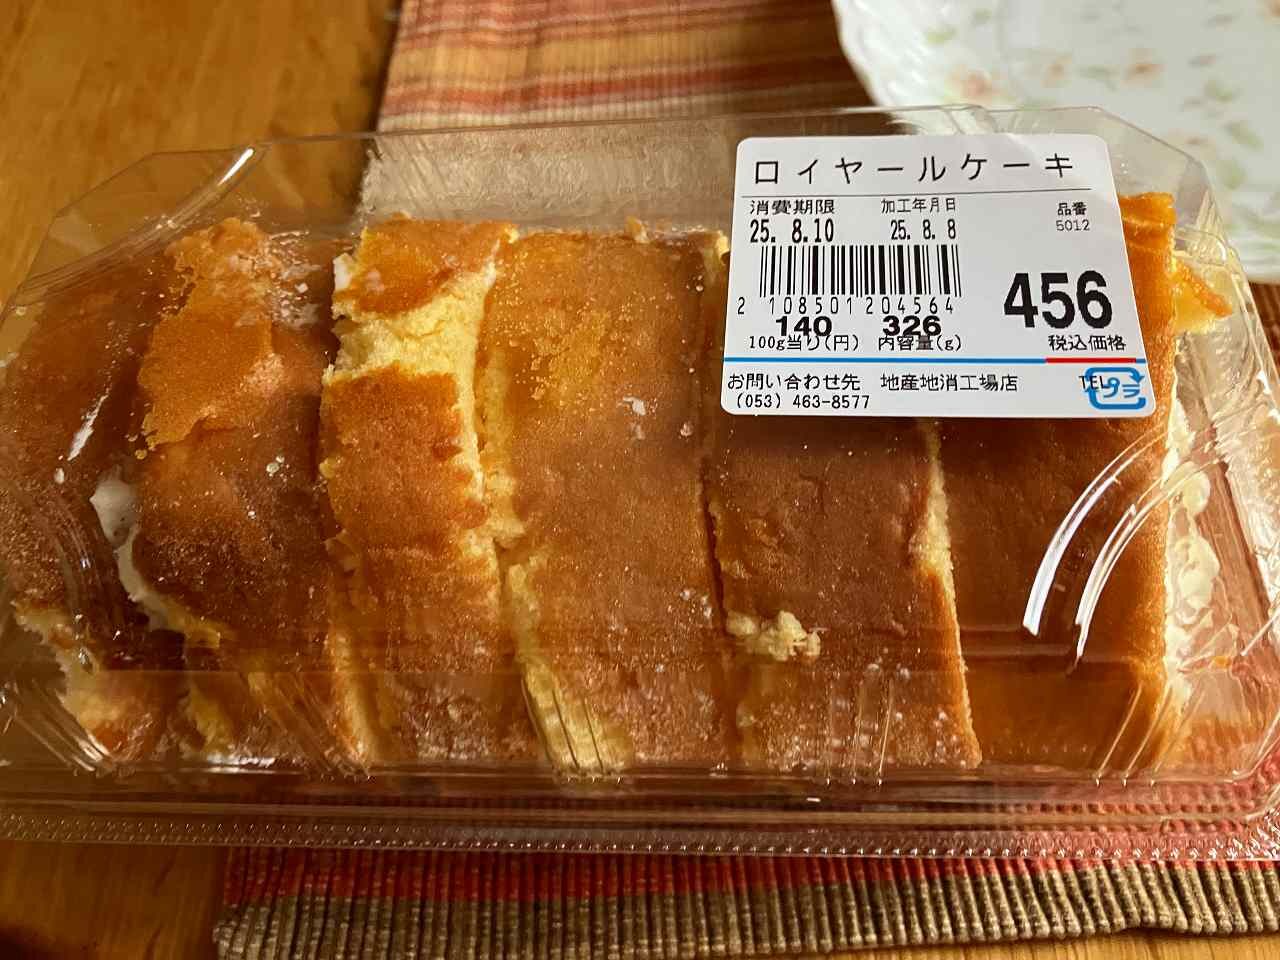 ロイヤールケーキ
消費期限 加工年月日 品番
25. 8.10 25. 8. 8 5012
2 108501 204564
140 326 456
100g当り(円) 内容量(g) 税込価格
お問い合わせ先 地産地消工場店 TEL
(053) 463-8577
プラ